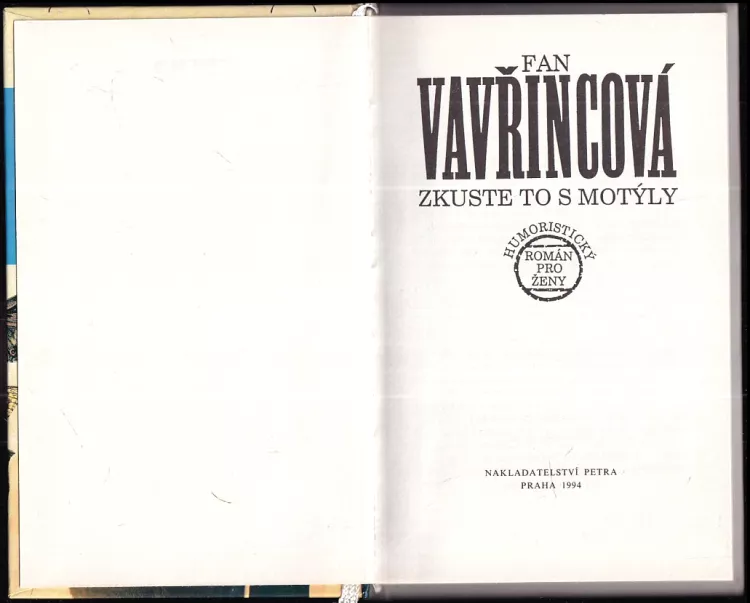 FAN
VAVŘINCOVÁ
ZKUSTE TO S MOTÝLY
HUMORISTICKÝ
ROMÁN
PRO
ŽENY
NAKLADATELSTVÍ PETRA
PRAHA 1994